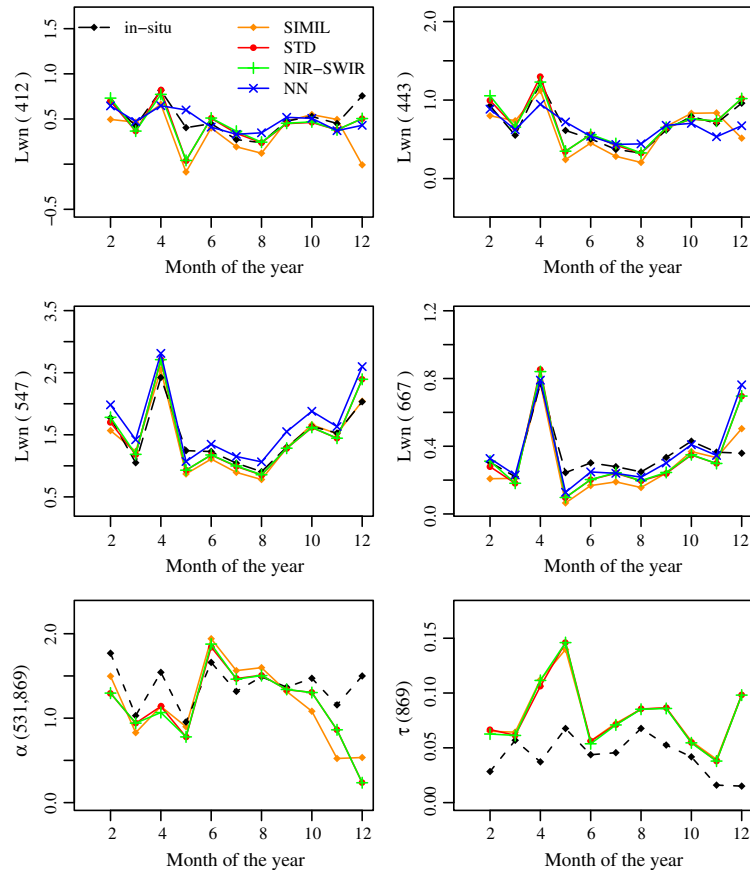 in−situ
SIMIL
STD
NIR−SWIR
NN
Lwn ( 412 )
−0.5 0.5 1.0 1.5
2 4 6 8 10 12
Month of the year
Lwn ( 443 )
0.0 1.0 2.0
2 4 6 8 10 12
Month of the year
Lwn ( 547 )
0.5 1.5 2.5 3.5
2 4 6 8 10 12
Month of the year
Lwn ( 667 )
0.0 0.4 0.8 1.2
2 4 6 8 10 12
Month of the year
α (531,869)
0.0 1.0 2.0
2 4 6 8 10 12
Month of the year
τ (869)
0.00 0.05 0.10 0.15
2 4 6 8 10 12
Month of the year